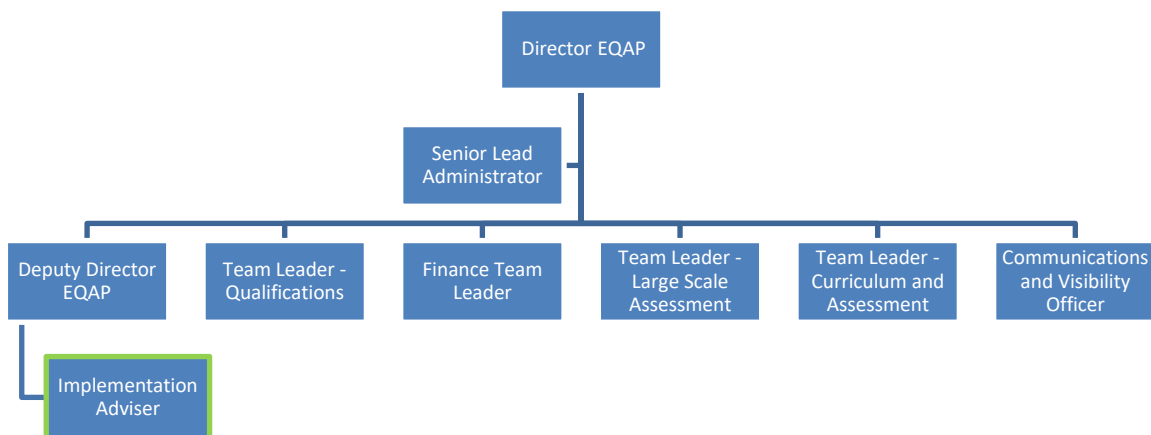 Director EQAP
Senior Lead
Administrator
Deputy Director
EQAP
Team Leader -
Qualifications
Finance Team
Leader
Team Leader -
Large Scale
Assessment
Team Leader -
Curriculum and
Assessment
Communications
and Visibility
Officer
Implementation
Adviser